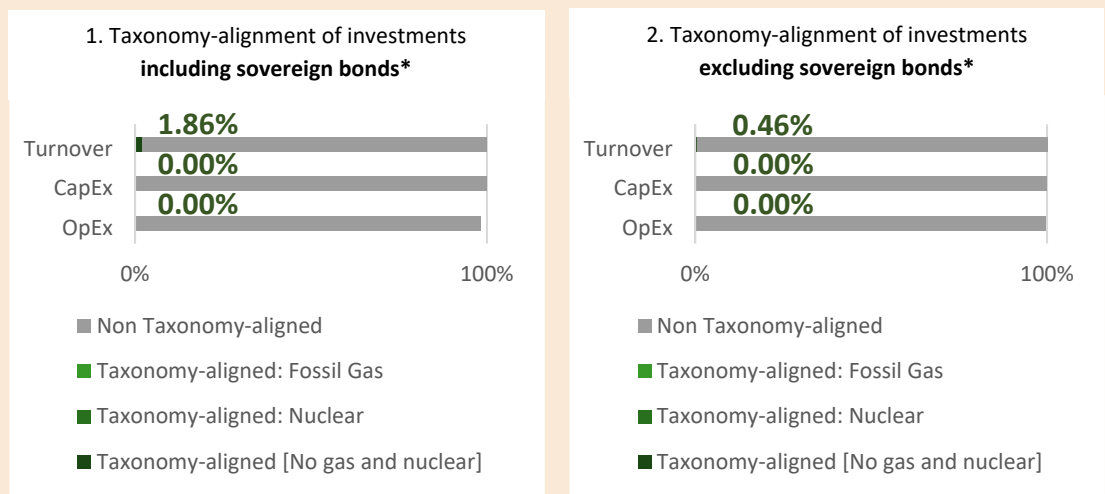 1. Taxonomy-alignment of investments
including sovereign bonds*
1.86%
Turnover
0.00%
CapEx
0.00%
OpEx
0%
100%
Non Taxonomy-aligned
Taxonomy-aligned: Fossil Gas
Taxonomy-aligned: Nuclear
Taxonomy-aligned [No gas and nuclear]
2. Taxonomy-alignment of investments
excluding sovereign bonds*
0.46%
Turnover
0.00%
CapEx
0.00%
OpEx
0%
100%
Non Taxonomy-aligned
Taxonomy-aligned: Fossil Gas
Taxonomy-aligned: Nuclear
Taxonomy-aligned [No gas and nuclear]